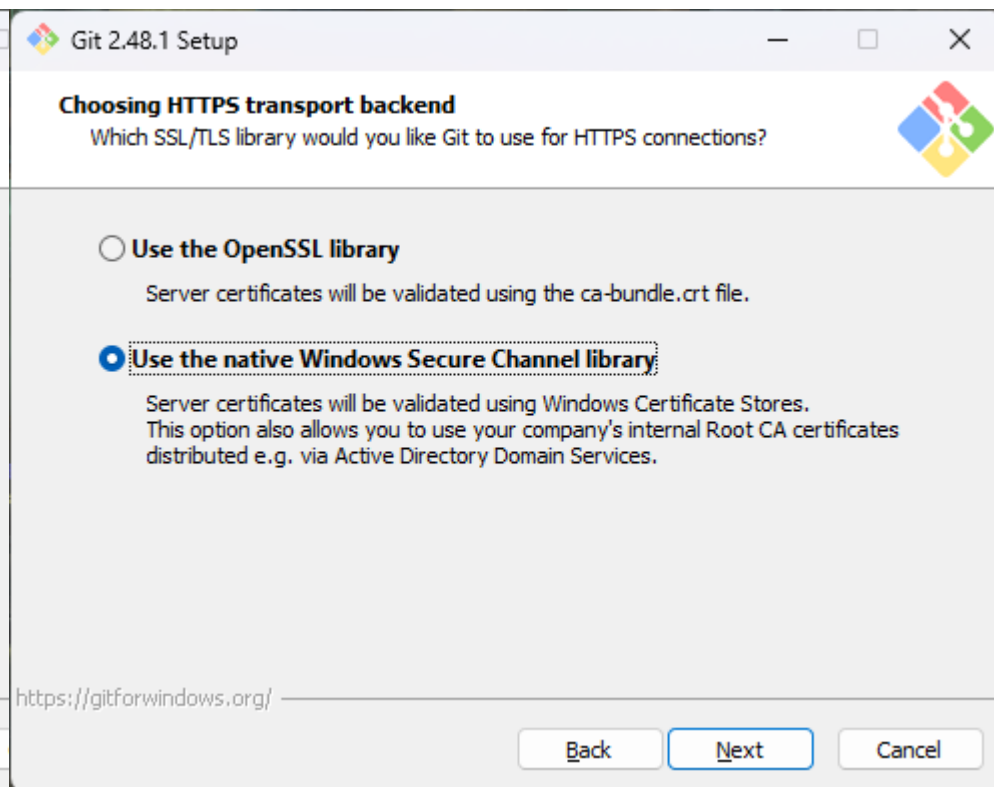 Git 2.48.1 Setup
Choosing HTTPS transport backend
Which SSL/TLS library would you like Git to use for HTTPS connections?
Use the OpenSSL library
Server certificates will be validated using the ca-bundle.crt file.
Use the native Windows Secure Channel library
Server certificates will be validated using Windows Certificate Stores.
This option also allows you to use your company's internal Root CA certificates
distributed e.g. via Active Directory Domain Services.
https://gitforwindows.org/
Back Next Cancel